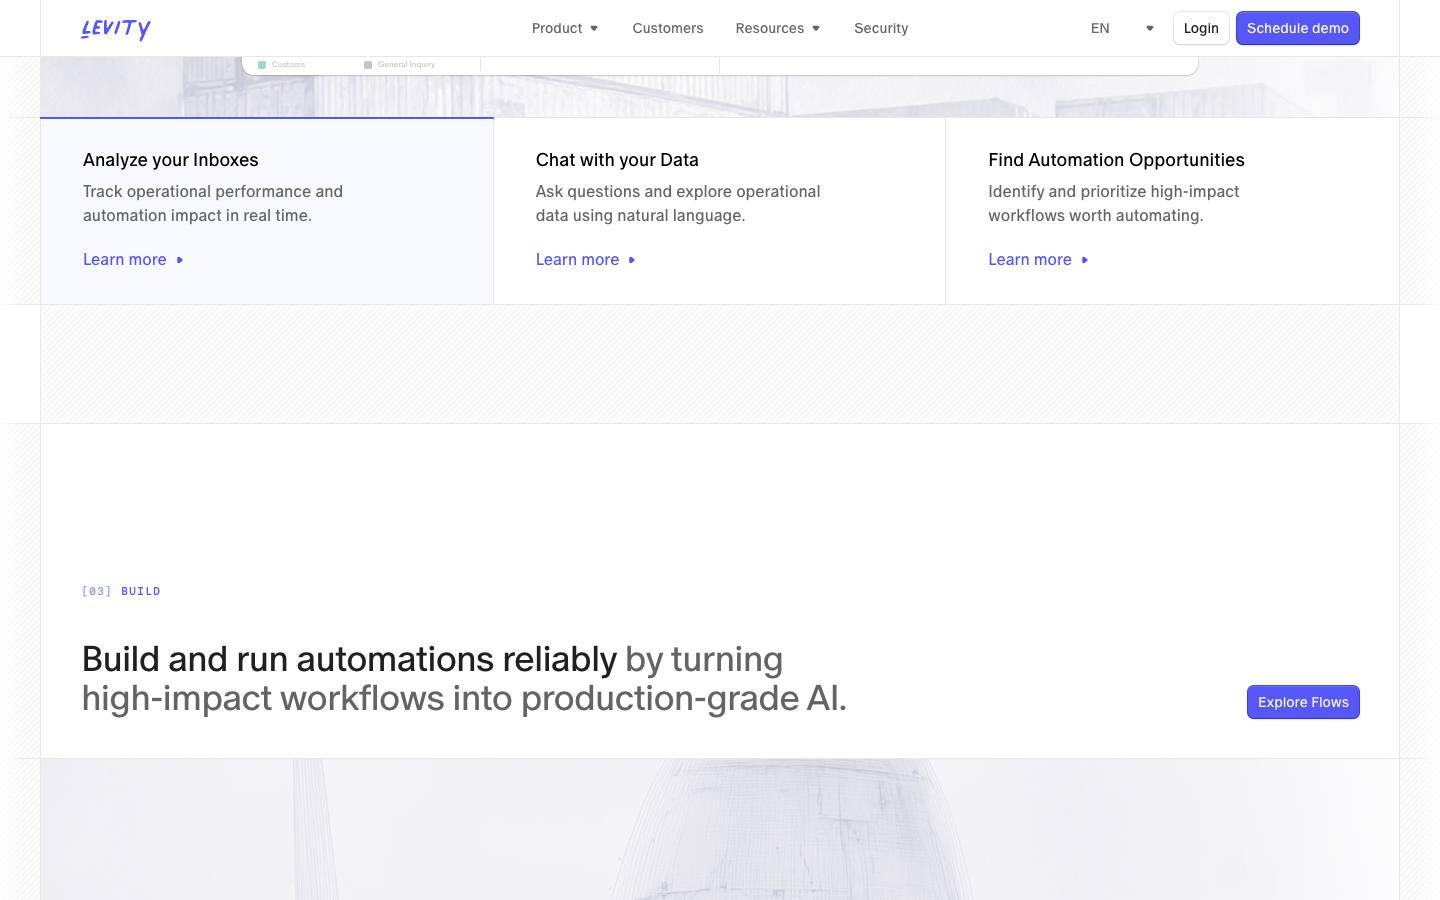 LEVITY
Product
Customers
Resources
Security
EN
Login
Schedule demo
Customs
General Inquiry
Analyze your Inboxes
Track operational performance and
automation impact in real time.
Learn more
Chat with your Data
Ask questions and explore operational
data using natural language.
Learn more
Find Automation Opportunities
Identify and prioritize high-impact
workflows worth automating.
Learn more
[03] BUILD
Build and run automations reliably by turning
high-impact workflows into production-grade AI.
Explore Flows